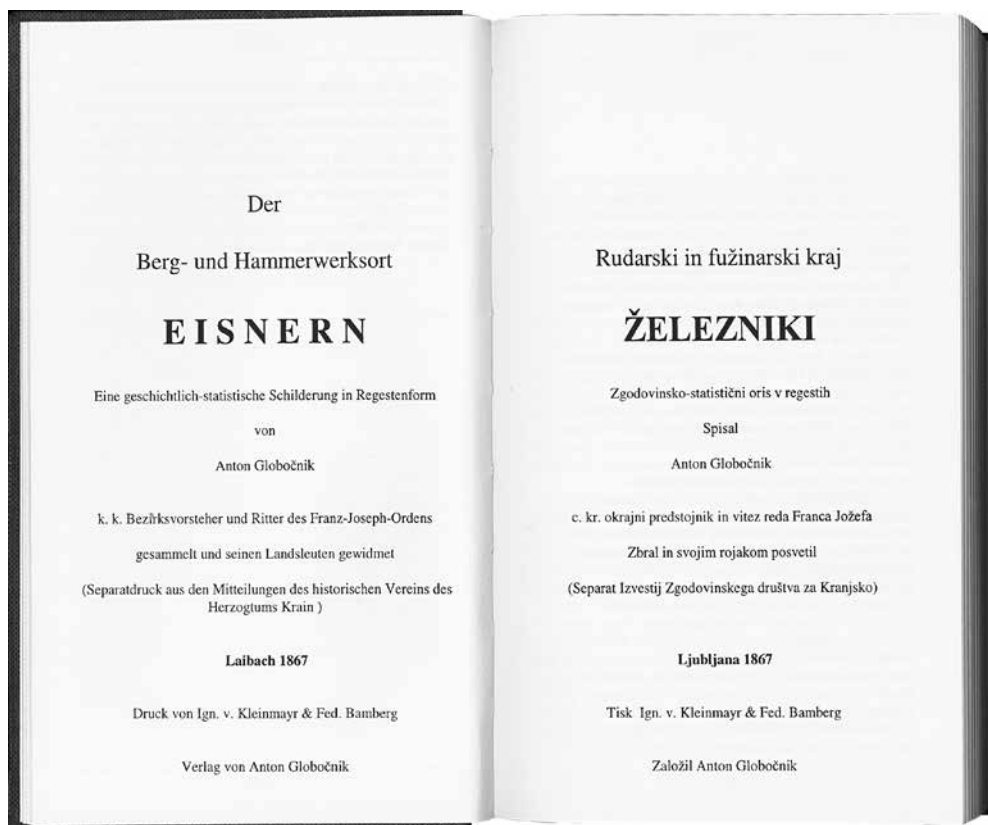 Der
Berg- und Hammerwerksort
EISNERN
Eine geschichtlich-statistische Schilderung in Regestenform
von
Anton Globočnik
k. k. Bezirksvorsteher und Ritter des Franz-Joseph-Ordens
gesammelt und seinen Landsleuten gewidmet
(Separatdruck aus den Mitteilungen des historischen Vereins des
Herzogtums Krain )
Laibach 1867
Druck von Ign. v. Kleinmayr & Fed. Bamberg
Verlag von Anton Globočnik
Rudarski in fužinarski kraj
ŽELEZNIKI
Zgodovinsko-statistični oris v regestih
Spisal
Anton Globočnik
c. kr. okrajni predstojnik in vitez reda Franca Jožefa
Zbral in svojim rojakom posvetil
(Separat Izvestij Zgodovinskega društva za Kranjsko)
Ljubljana 1867
Tisk Ign. v. Kleinmayr & Fed. Bamberg
Založil Anton Globočnik